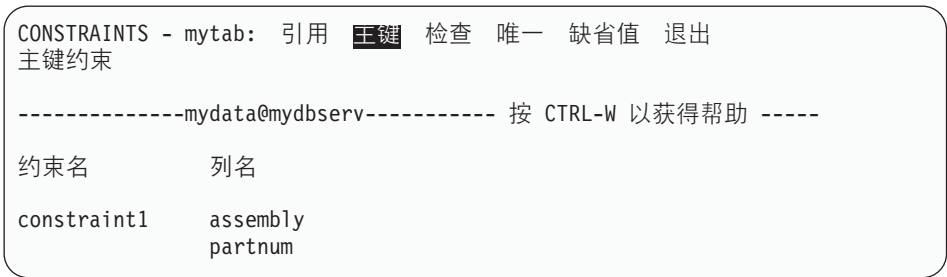 CONSTRAINTS - mytab: 引用 主键 检查 唯一 缺省值 退出
主键约束
--------------mydata@mydbserv----------- 按 CTRL-W 以获得帮助 -----
约束名 列名
constraint1 assembly
partnum